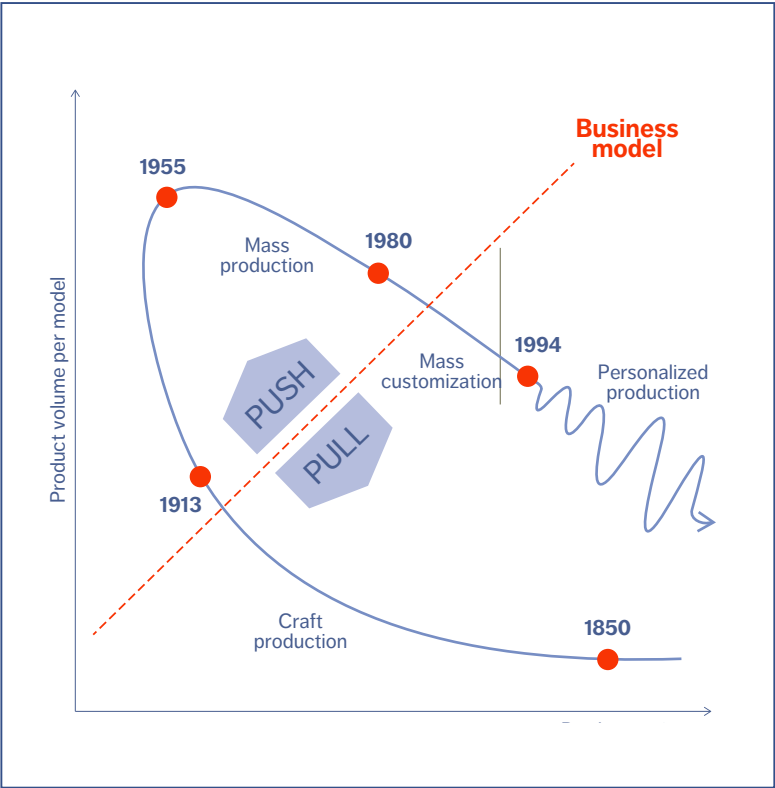 Business
model
1955
1980
Mass
production
1994
Mass
customization
Personalized
production
PUSH
PULL
Product volume per model
1913
Craft
production
1850